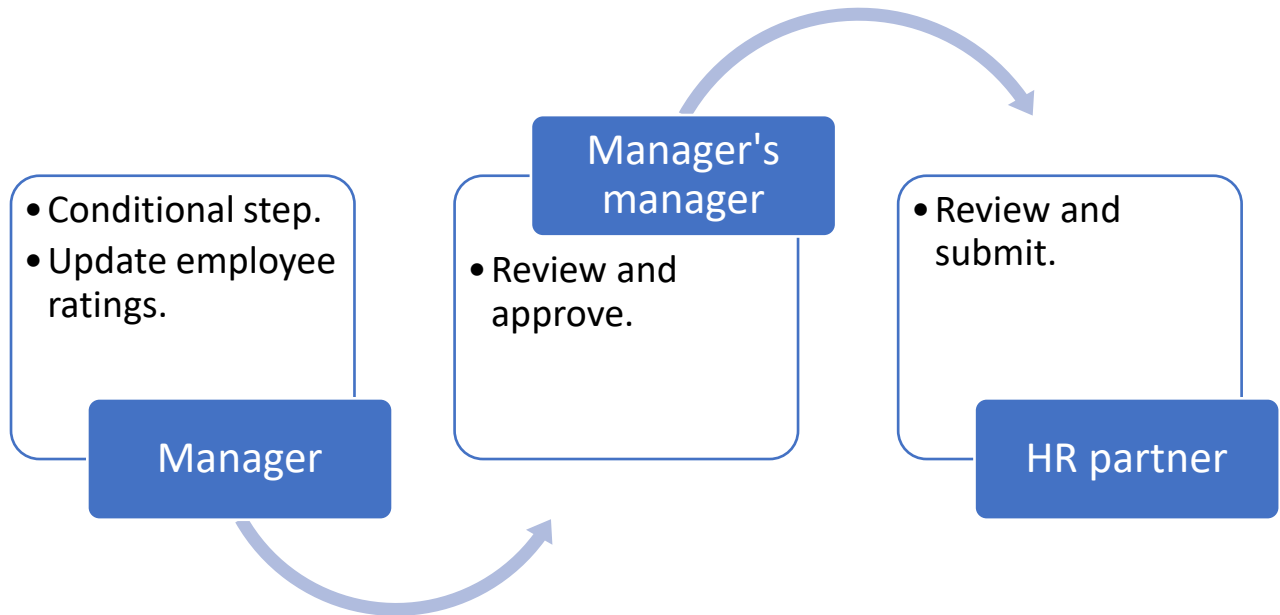 • Conditional step.
• Update employee
ratings.
Manager
Manager's
manager
• Review and
approve.
• Review and
submit.
HR partner